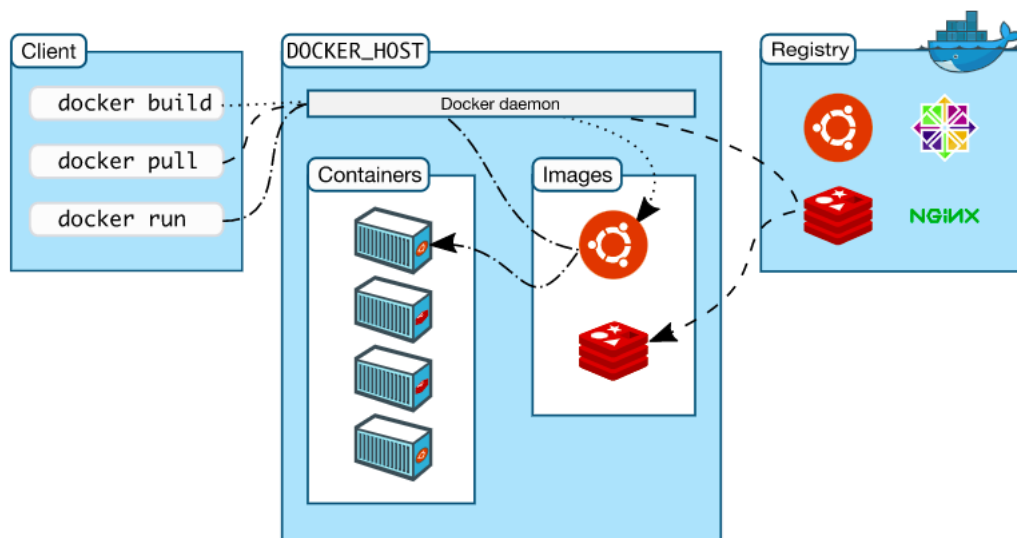 Client
docker build
docker pull
docker run
DOCKER_HOST
Docker daemon
Containers
Images
Registry
NGiNX